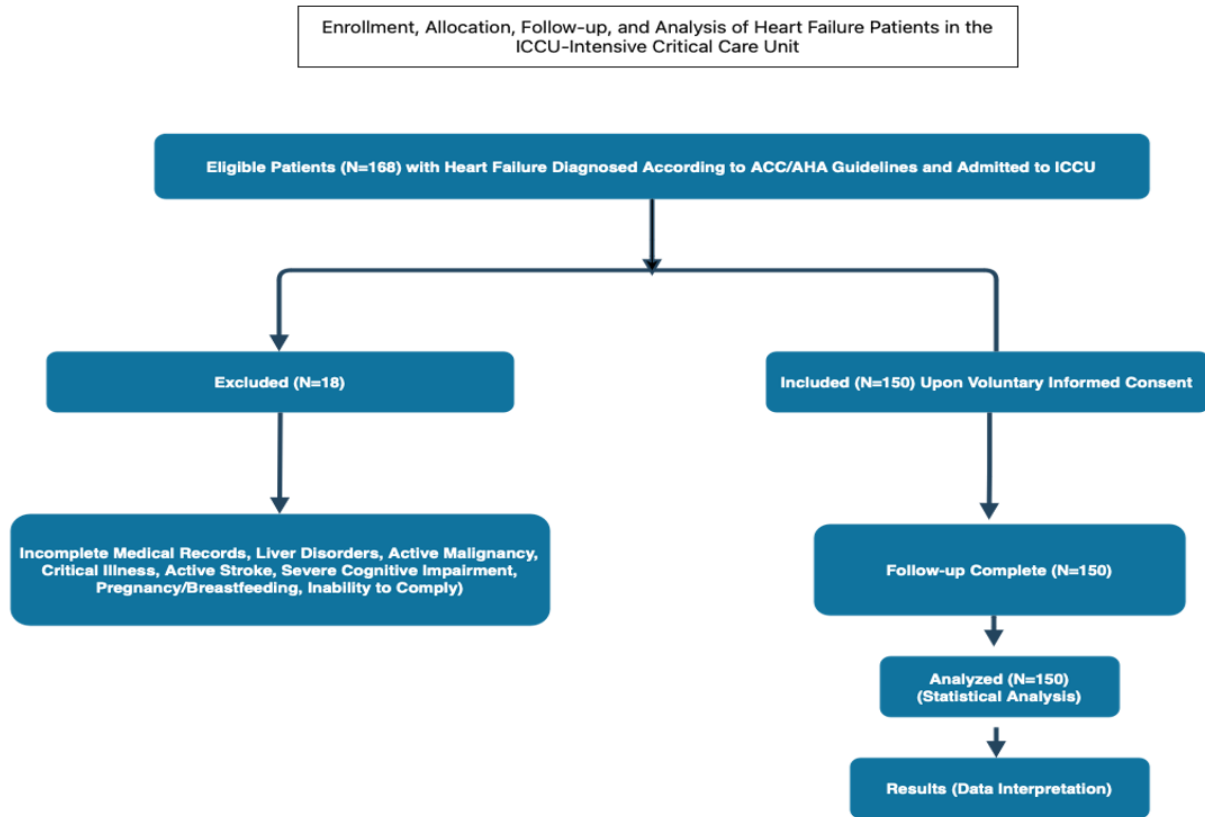 Enrollment, Allocation, Follow-up, and Analysis of Heart Failure Patients in the
ICCU-Intensive Critical Care Unit
Eligible Patients (N=168) with Heart Failure Diagnosed According to ACC/AHA Guidelines and Admitted to ICCU
Excluded (N=18)
Included (N=150) Upon Voluntary Informed Consent
Incomplete Medical Records, Liver Disorders, Active Malignancy,
Critical Illness, Active Stroke, Severe Cognitive Impairment,
Pregnancy/Breastfeeding, Inability to Comply)
Follow-up Complete (N=150)
Analyzed (N=150)
(Statistical Analysis)
Results (Data Interpretation)